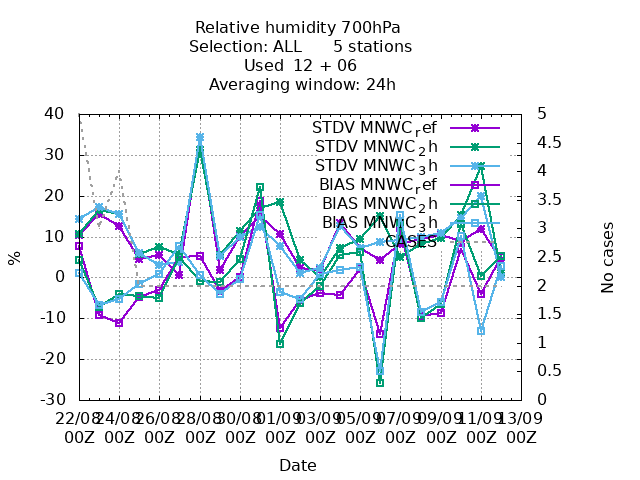 Relative humidity 700hPa
Selection: ALL 5 stations
Used 12 + 06
Averaging window: 24h
40 5
STDV MNWC_ref
4.5
STDV MNWC_2h
30 4
STDV MNWC_3h
BIAS MNWC_ref
20 3.5
BIAS MNWC_2h
BIAS MNWC_3h
10 3
CASES
% 2.5 No cases
0
2
-10 1.5
-20 1
0.5
-30 0
22/08 24/08 26/08 28/08 30/08 01/09 03/09 05/09 07/09 09/09 11/09 13/09
00Z 00Z 00Z 00Z 00Z 00Z 00Z 00Z 00Z 00Z 00Z 00Z
Date